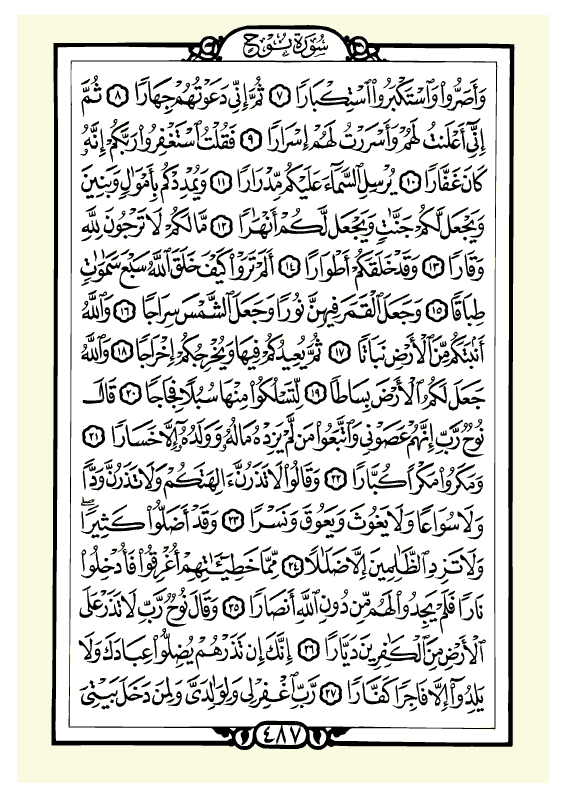 سُورَةُ نُوحٍ
وَأَصَرُّوا۟ وَٱسْتَكْبَرُوا۟ ٱسْتِكْبَارًا ٧ ثُمَّ إِنِّى دَعَوْتُهُمْ جِهَارًا ٨ ثُمَّ
إِنِّىٓ أَعْلَنتُ لَهُمْ وَأَسْرَرْتُ لَهُمْ إِسْرَارًا ٩ فَقُلْتُ ٱسْتَغْفِرُوا۟ رَبَّكُمْ إِنَّهُۥ
كَانَ غَفَّارًا ١٠ يُرْسِلِ ٱلسَّمَآءَ عَلَيْكُم مِّدْرَارًا ١١ وَيُمْدِدْكُم بِأَمْوَٰلٍ وَبَنِينَ
وَيَجْعَل لَّكُمْ جَنَّٰتٍ وَيَجْعَل لَّكُمْ أَنْهَٰرًا ١٢ مَّا لَكُمْ لَا تَرْجُونَ لِلَّهِ
وَقَارًا ١٣ وَقَدْ خَلَقَكُمْ أَطْوَارًا ١٤ أَلَمْ تَرَوْا۟ كَيْفَ خَلَقَ ٱللَّهُ سَبْعَ سَمَٰوَٰتٍ
طِبَاقًا ١٥ وَجَعَلَ ٱلْقَمَرَ فِيهِنَّ نُورًا وَجَعَلَ ٱلشَّمْسَ سِرَاجًا ١٦ وَٱللَّهُ
أَنۢبَتَكُم مِّنَ ٱلْأَرْضِ نَبَاتًا ١٧ ثُمَّ يُعِيدُكُمْ فِيهَا وَيُخْرِجُكُمْ إِخْرَاجًا ١٨ وَٱللَّهُ
جَعَلَ لَكُمُ ٱلْأَرْضَ بِسَاطًا ١٩ لِّتَسْلُكُوا۟ مِنْهَا سُبُلًا فِجَاجًا ٢٠ قَالَ
نُوحٌ رَّبِّ إِنَّهُمْ عَصَوْنِى وَٱتَّبَعُوا۟ مَن لَّمْ يَزِدْهُ مَالُهُۥ وَوَلَدُهُۥٓ إِلَّا خَسَارًا ٢١
وَمَكَرُوا۟ مَكْرًا كُبَّارًا ٢٢ وَقَالُوا۟ لَا تَذَرُنَّ ءَالِهَتَكُمْ وَلَا تَذَرُنَّ وَدًّا
وَلَا سُوَاعًا وَلَا يَغُوثَ وَيَعُوقَ وَنَسْرًا ٢٣ وَقَدْ أَضَلُّوا۟ كَثِيرًا ۖ
وَلَا تَزِدِ ٱلظَّٰلِمِينَ إِلَّا ضَلَٰلًا ٢٤ مِّمَّا خَطِيٓـَٰٔتِهِمْ أُغْرِقُوا۟ فَأُدْخِلُوا۟
نَارًا فَلَمْ يَجِدُوا۟ لَهُم مِّن دُونِ ٱللَّهِ أَنصَارًا ٢٥ وَقَالَ نُوحٌ رَّبِّ لَا تَذَرْ عَلَى
ٱلْأَرْضِ مِنَ ٱلْكَٰفِرِينَ دَيَّارًا ٢٦ إِنَّكَ إِن تَذَرْهُمْ يُضِلُّوا۟ عِبَادَكَ وَلَا
يَلِدُوٓا۟ إِلَّا فَاجِرًا كَفَّارًا ٢٧ رَّبِّ ٱغْفِرْ لِى وَلِوَٰلِدَىَّ وَلِمَن دَخَلَ بَيْتِىَ
٤٨٧